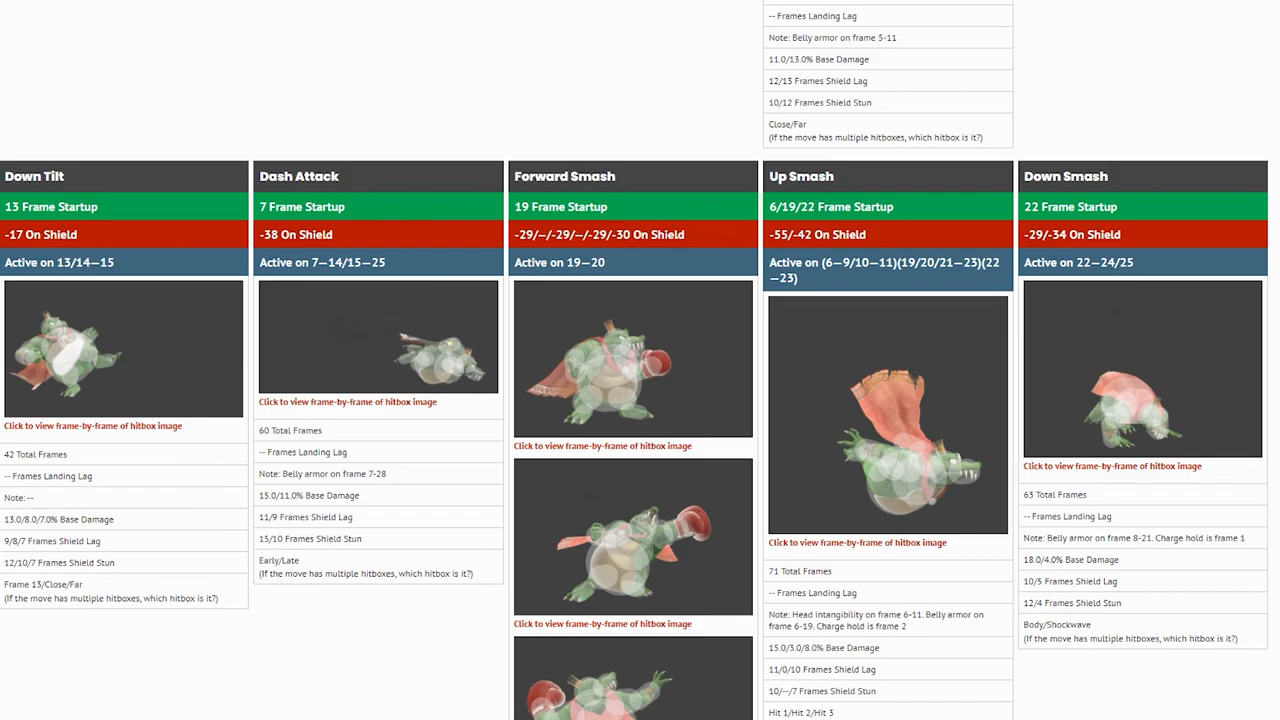 -- Frames Landing Lag
Note: Belly armor on frame 5-11
11.0/13.0% Base Damage
12/13 Frames Shield Lag
10/12 Frames Shield Stun
Close/Far
(If the move has multiple hitboxes, which hitbox is it?)
Down Tilt
13 Frame Startup
-17 On Shield
Active on 13/14—15
Click to view frame-by-frame of hitbox image
42 Total Frames
-- Frames Landing Lag
Note: --
13.0/8.0/7.0% Base Damage
9/8/7 Frames Shield Lag
12/10/7 Frames Shield Stun
Frame 13/Close/Far
(If the move has multiple hitboxes, which hitbox is it?)
Dash Attack
7 Frame Startup
-38 On Shield
Active on 7—14/15—25
Click to view frame-by-frame of hitbox image
60 Total Frames
-- Frames Landing Lag
Note: Belly armor on frame 7-28
15.0/11.0% Base Damage
11/9 Frames Shield Lag
15/10 Frames Shield Stun
Early/Late
(If the move has multiple hitboxes, which hitbox is it?)
Forward Smash
19 Frame Startup
-29/--/-29/--/-29/-30 On Shield
Active on 19—20
Click to view frame-by-frame of hitbox image
Click to view frame-by-frame of hitbox image
Up Smash
6/19/22 Frame Startup
-55/-42 On Shield
Active on (6—9/10—11)(19/20/21—23)(22
—23)
Click to view frame-by-frame of hitbox image
71 Total Frames
-- Frames Landing Lag
Note: Head intangibility on frame 6-11. Belly armor on
frame 6-19. Charge hold is frame 2
15.0/3.0/8.0% Base Damage
11/0/10 Frames Shield Lag
10/--/7 Frames Shield Stun
Hit 1/Hit 2/Hit 3
Down Smash
22 Frame Startup
-29/-34 On Shield
Active on 22—24/25
Click to view frame-by-frame of hitbox image
63 Total Frames
-- Frames Landing Lag
Note: Belly armor on frame 8-21. Charge hold is frame 1
18.0/4.0% Base Damage
10/5 Frames Shield Lag
12/4 Frames Shield Stun
Body/Shockwave
(If the move has multiple hitboxes, which hitbox is it?)